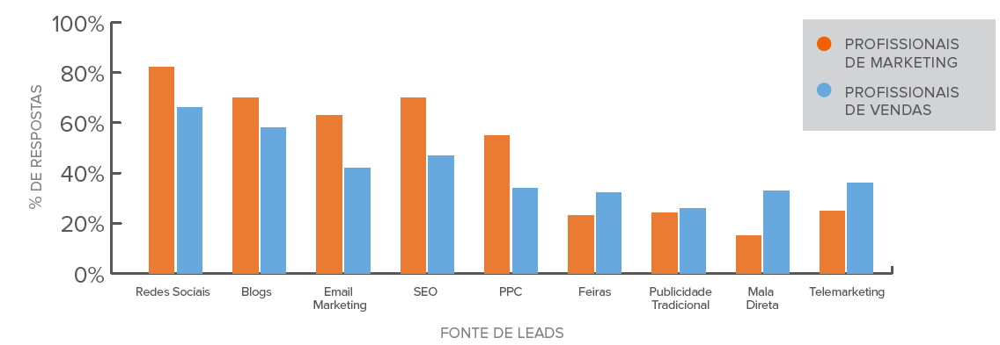 100%
80%
60%
40%
20%
0%
% DE RESPOSTAS
PROFISSIONAIS
DE MARKETING
PROFISSIONAIS
DE VENDAS
Redes Sociais
Blogs
Email
Marketing
SEO
PPC
Feiras
Publicidade
Tradicional
Mala
Direta
Telemarketing
FONTE DE LEADS